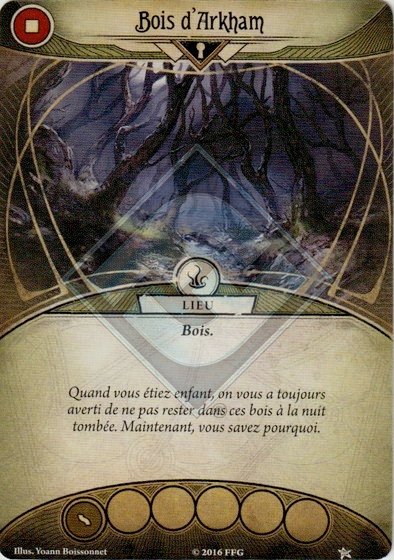 Bois d'Arkham
LIEU
Bois.
Quand vous étiez enfant, on vous a toujours
averti de ne pas rester dans ces bois à la nuit
tombée. Maintenant, vous savez pourquoi.
Illus. Yoann Boissonnet
© 2016 FFG